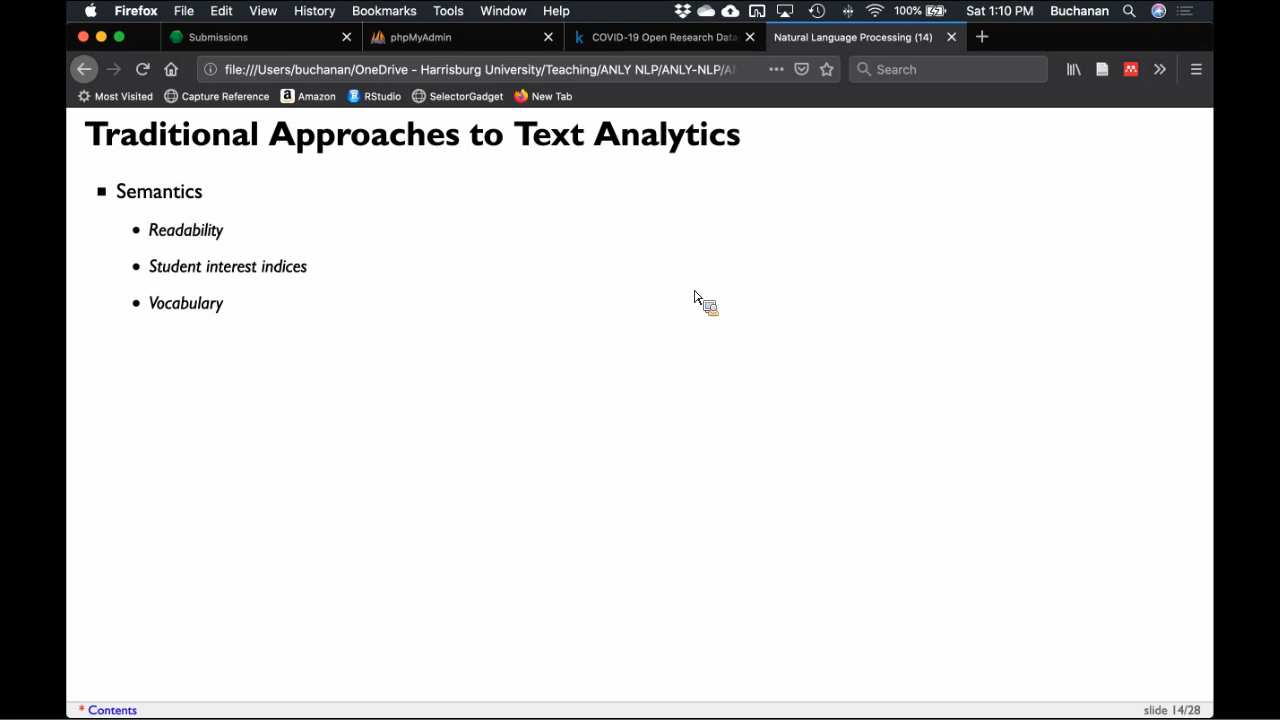 Firefox File Edit View History Bookmarks Tools Window Help 100% Sat 1:10 PM Buchanan
Submissions phpMyAdmin COVID-19 Open Research Data Natural Language Processing (14)
file:///Users/buchanan/OneDrive - Harrisburg University/Teaching/ANLY NLP/ANLY-NLP/A Search
Most Visited Capture Reference Amazon RStudio SelectorGadget New Tab
Traditional Approaches to Text Analytics
Semantics
Readability
Student interest indices
Vocabulary
* Contents slide 14/28